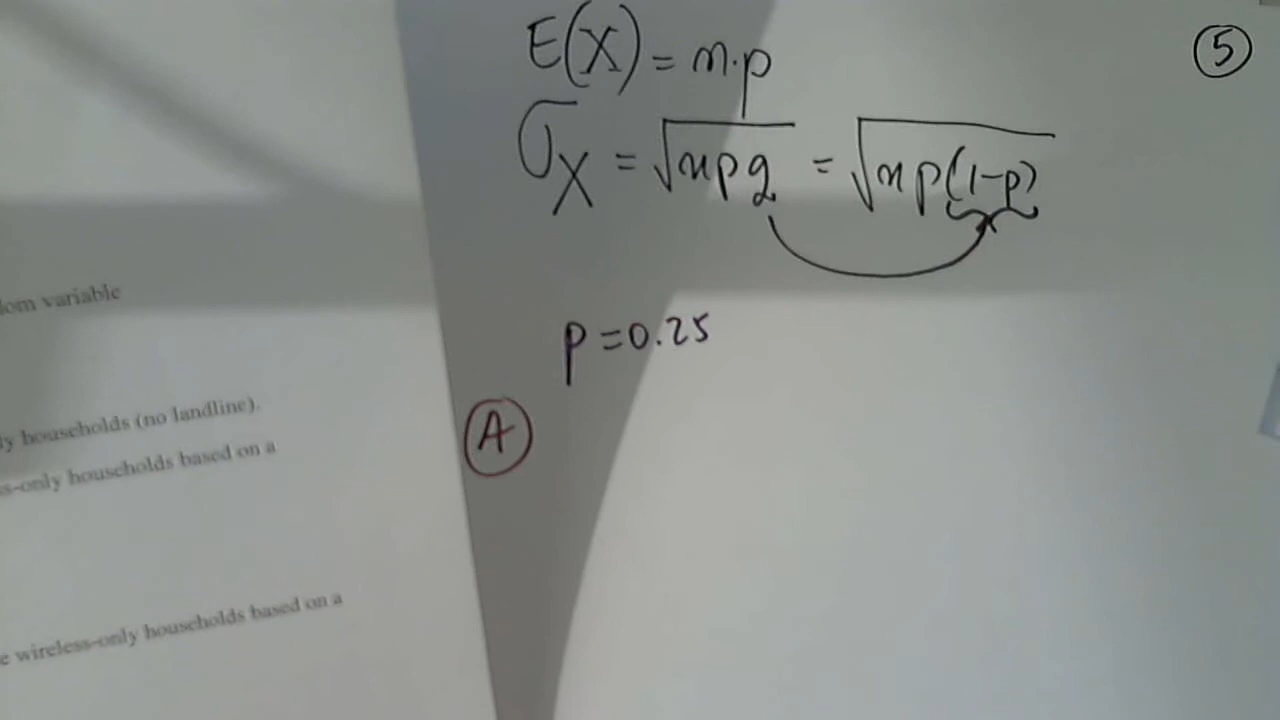 E(X) = n.p
⑤
σX = √npq = √np(1-p)
dom variable
p = 0.25
ly households (no landline).
Ⓐ
s-only households based on a
e wireless-only households based on a